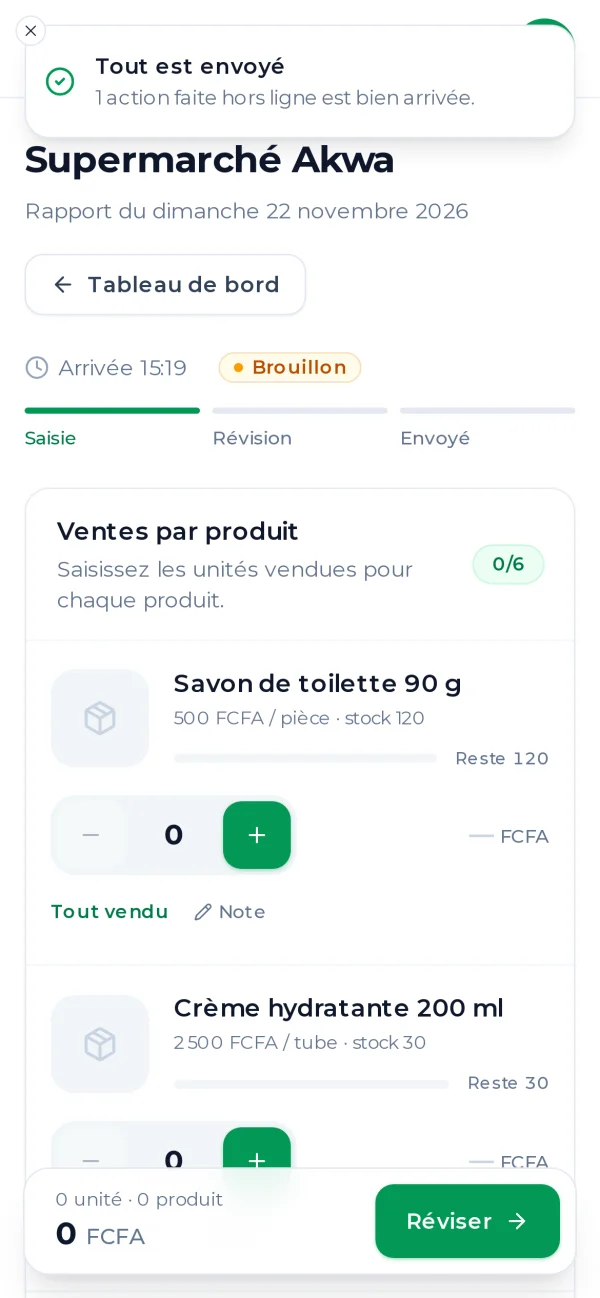 Tout est envoyé
1 action faite hors ligne est bien arrivée.
Supermarché Akwa
Rapport du dimanche 22 novembre 2026
Tableau de bord
Arrivée 15:19 Brouillon
Saisie Révision Envoyé
Ventes par produit
Saisissez les unités vendues pour
chaque produit.
0/6
Savon de toilette 90 g
500 FCFA / pièce · stock 120
Reste 120
− 0 + — FCFA
Tout vendu Note
Crème hydratante 200 ml
2 500 FCFA / tube · stock 30
Reste 30
− 0 + — FCFA
0 unité · 0 produit
0 FCFA
Réviser